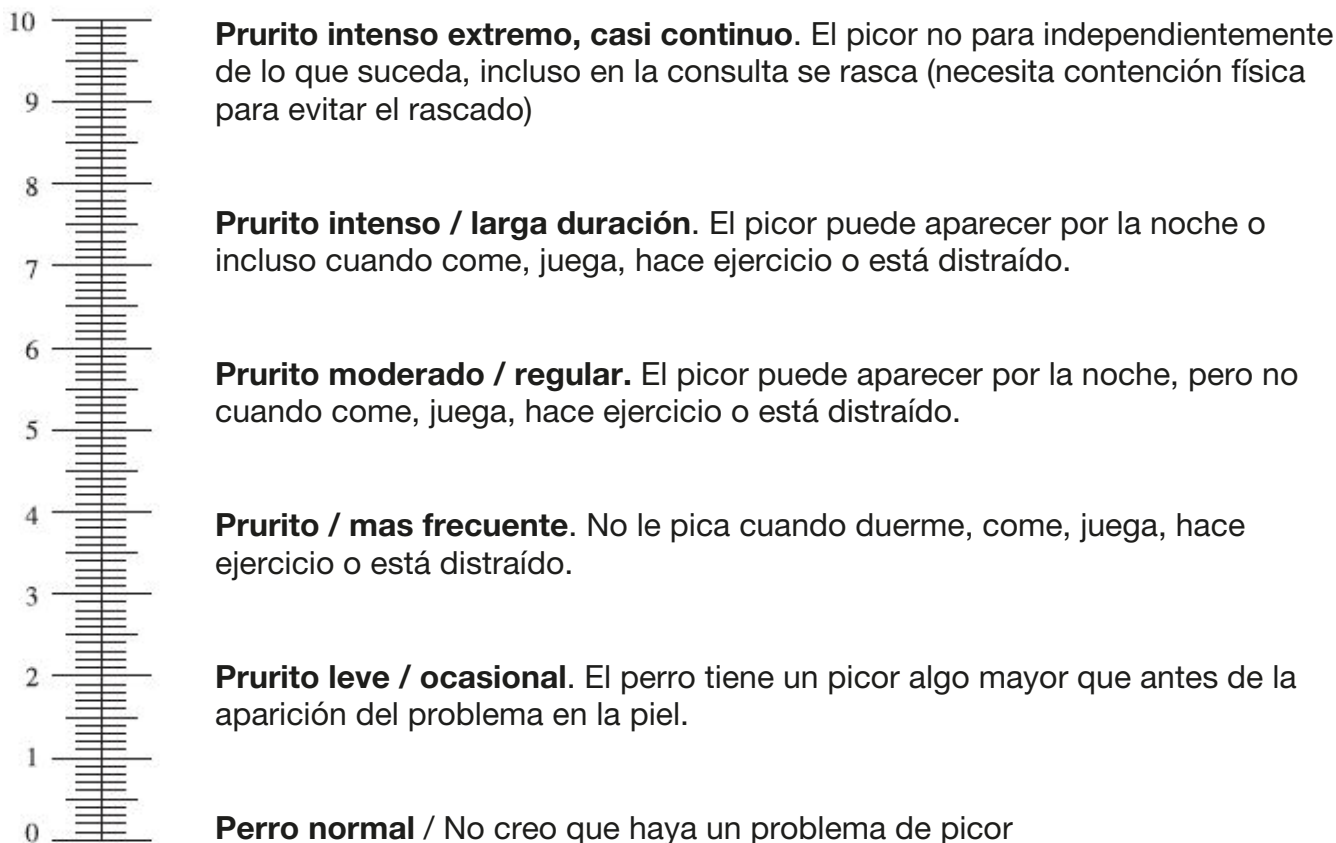 10
Prurito intenso extremo, casi continuo. El picor no para independientemente
de lo que suceda, incluso en la consulta se rasca (necesita contención física
para evitar el rascado)
9
8
Prurito intenso / larga duración. El picor puede aparecer por la noche o
incluso cuando come, juega, hace ejercicio o está distraído.
7
6
Prurito moderado / regular. El picor puede aparecer por la noche, pero no
cuando come, juega, hace ejercicio o está distraído.
5
4
Prurito / mas frecuente. No le pica cuando duerme, come, juega, hace
ejercicio o está distraído.
3
2
Prurito leve / ocasional. El perro tiene un picor algo mayor que antes de la
aparición del problema en la piel.
1
0
Perro normal / No creo que haya un problema de picor